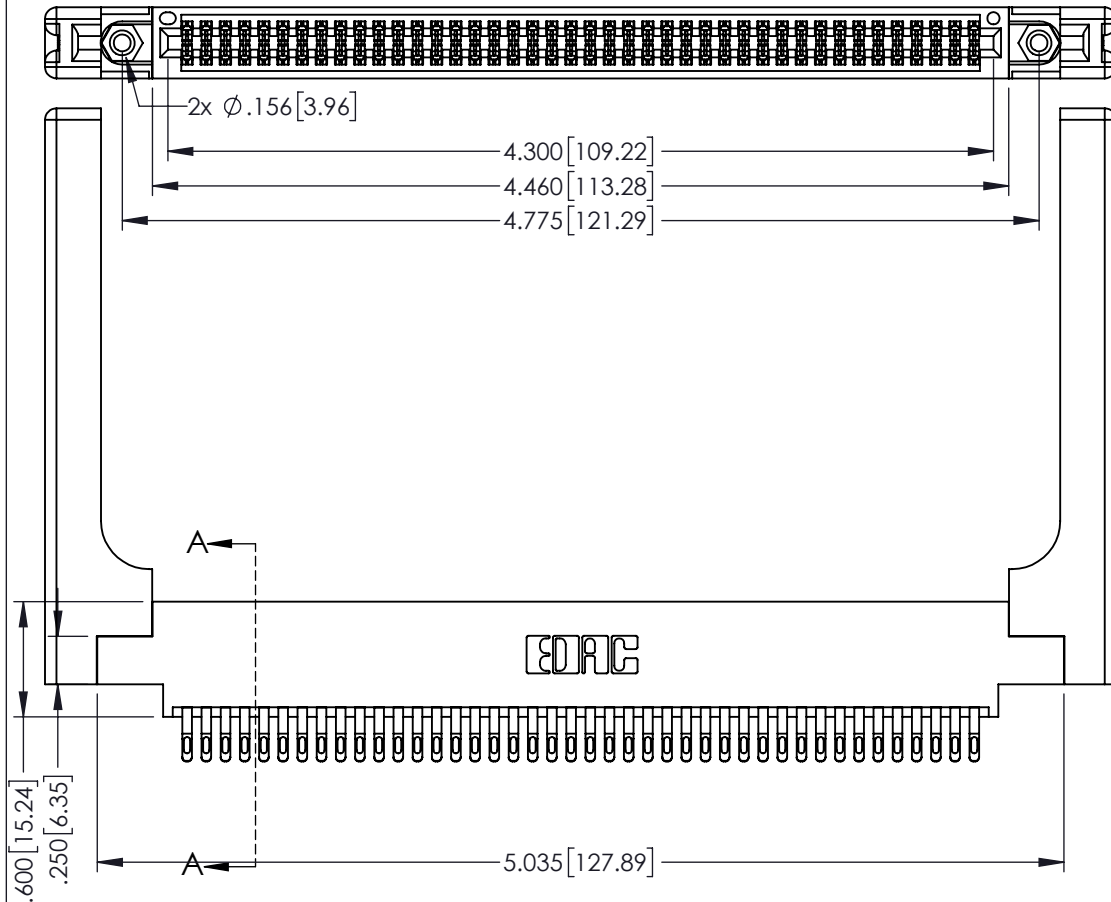 2x ∅.156[3.96]
4.300[109.22]
4.460[113.28]
4.775[121.29]
A
EDAC
.600[15.24]
.250[6.35]
A
5.035[127.89]